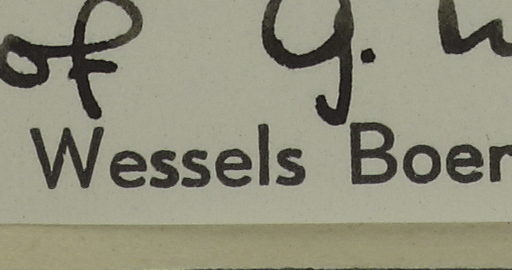 of G.
Wessels Boer